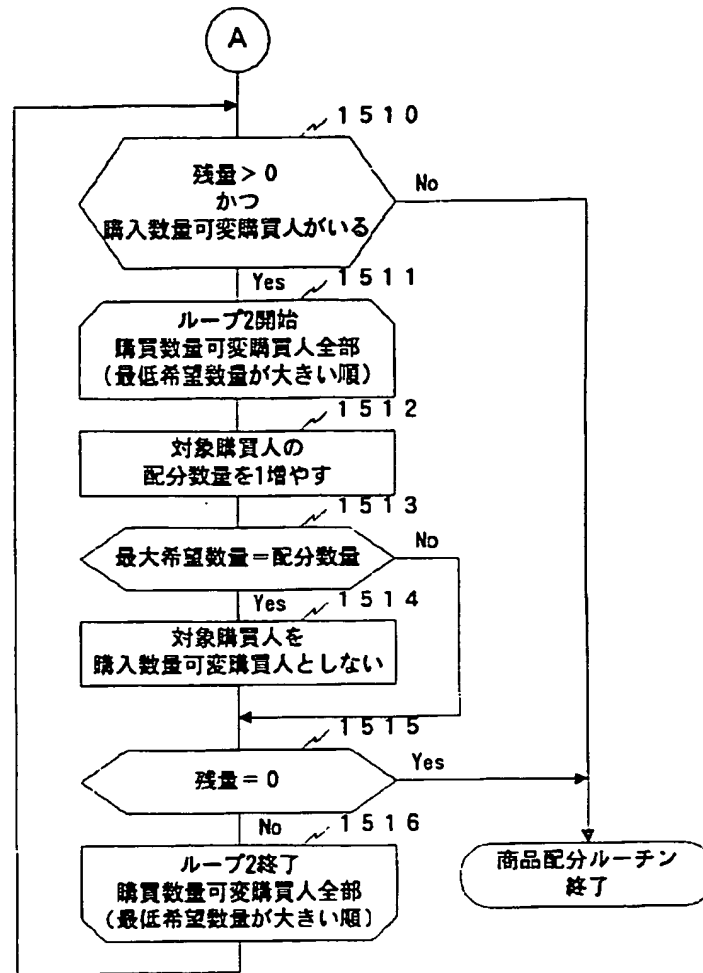 A
1510
残量>0
かつ
購入数量可変購買人がいる
No
Yes
1511
ループ2開始
購買数量可変購買人全部
(最低希望数量が大きい順)
1512
対象購買人の
配分数量を1増やす
1513
最大希望数量=配分数量
No
Yes
1514
対象購買人を
購入数量可変購買人としない
1515
残量=0
Yes
No
1516
ループ2終了
購買数量可変購買人全部
(最低希望数量が大きい順)
商品配分ルーチン
終了